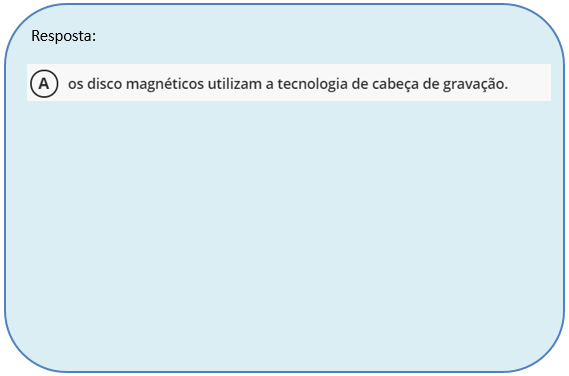 Resposta:
A os disco magnéticos utilizam a tecnologia de cabeça de gravação.